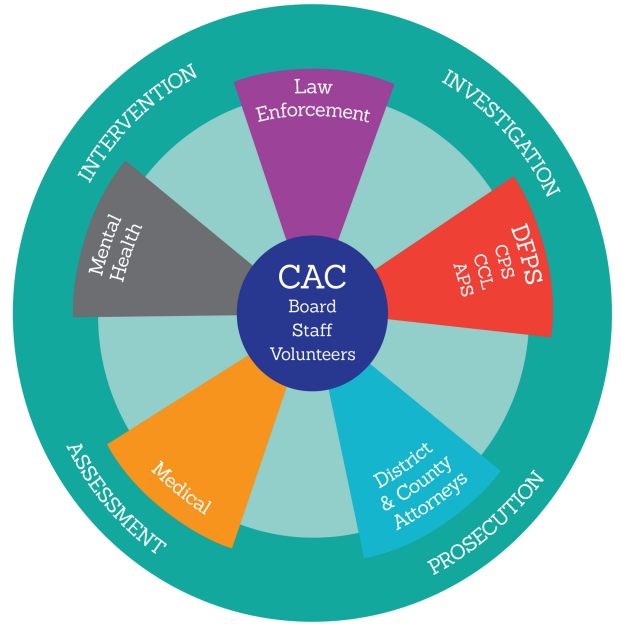 INTERVENTION
INVESTIGATION
Law
Enforcement
DFPS
CPS
CCL
APS
Mental
Health
CAC
Board
Staff
Volunteers
Medical
District
& County
Attorneys
ASSESSMENT
PROSECUTION